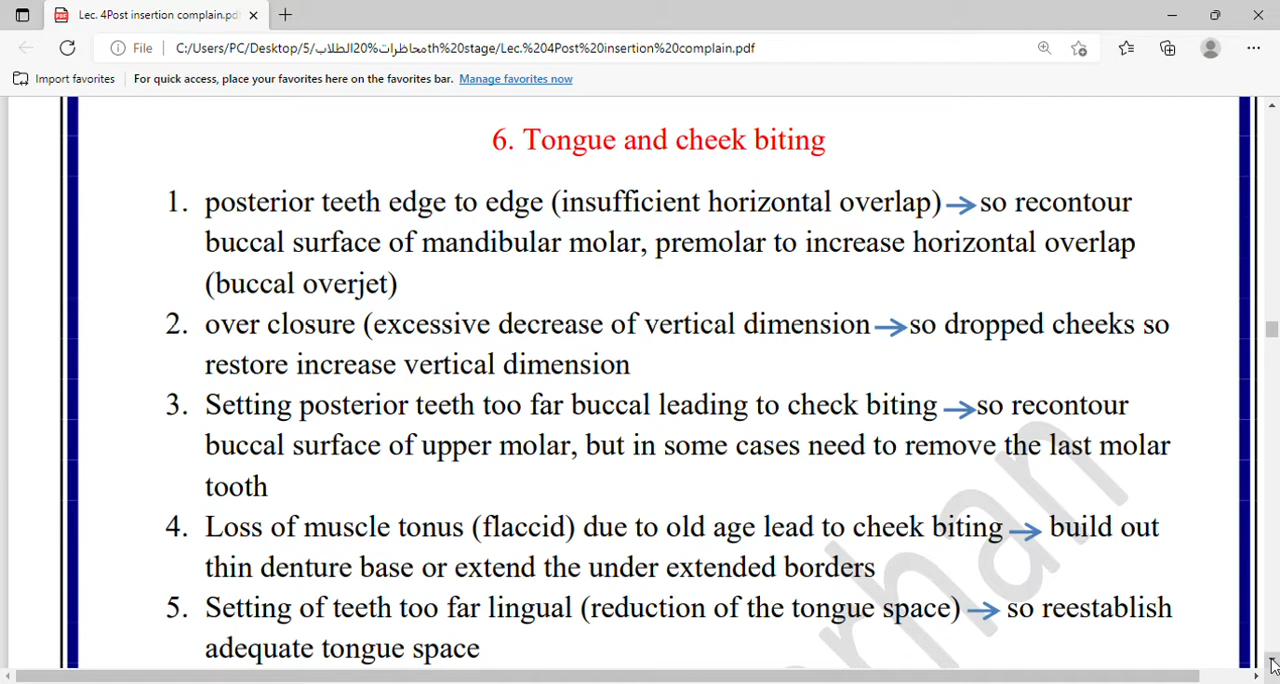 Lec. 4Post insertion complain.pd
File
C:/Users/PC/Desktop/5/محاظرات%20الطلاب/th%20stage/Lec.%204Post%20insertion%20complain.pdf
Import favorites
For quick access, place your favorites here on the favorites bar. Manage favorites now
6. Tongue and cheek biting
1. posterior teeth edge to edge (insufficient horizontal overlap)→so recontour
buccal surface of mandibular molar, premolar to increase horizontal overlap
(buccal overjet)
2. over closure (excessive decrease of vertical dimension→so dropped cheeks so
restore increase vertical dimension
3. Setting posterior teeth too far buccal leading to check biting →so recontour
buccal surface of upper molar, but in some cases need to remove the last molar
tooth
4. Loss of muscle tonus (flaccid) due to old age lead to cheek biting→ build out
thin denture base or extend the under extended borders
5. Setting of teeth too far lingual (reduction of the tongue space)→ so reestablish
adequate tongue space